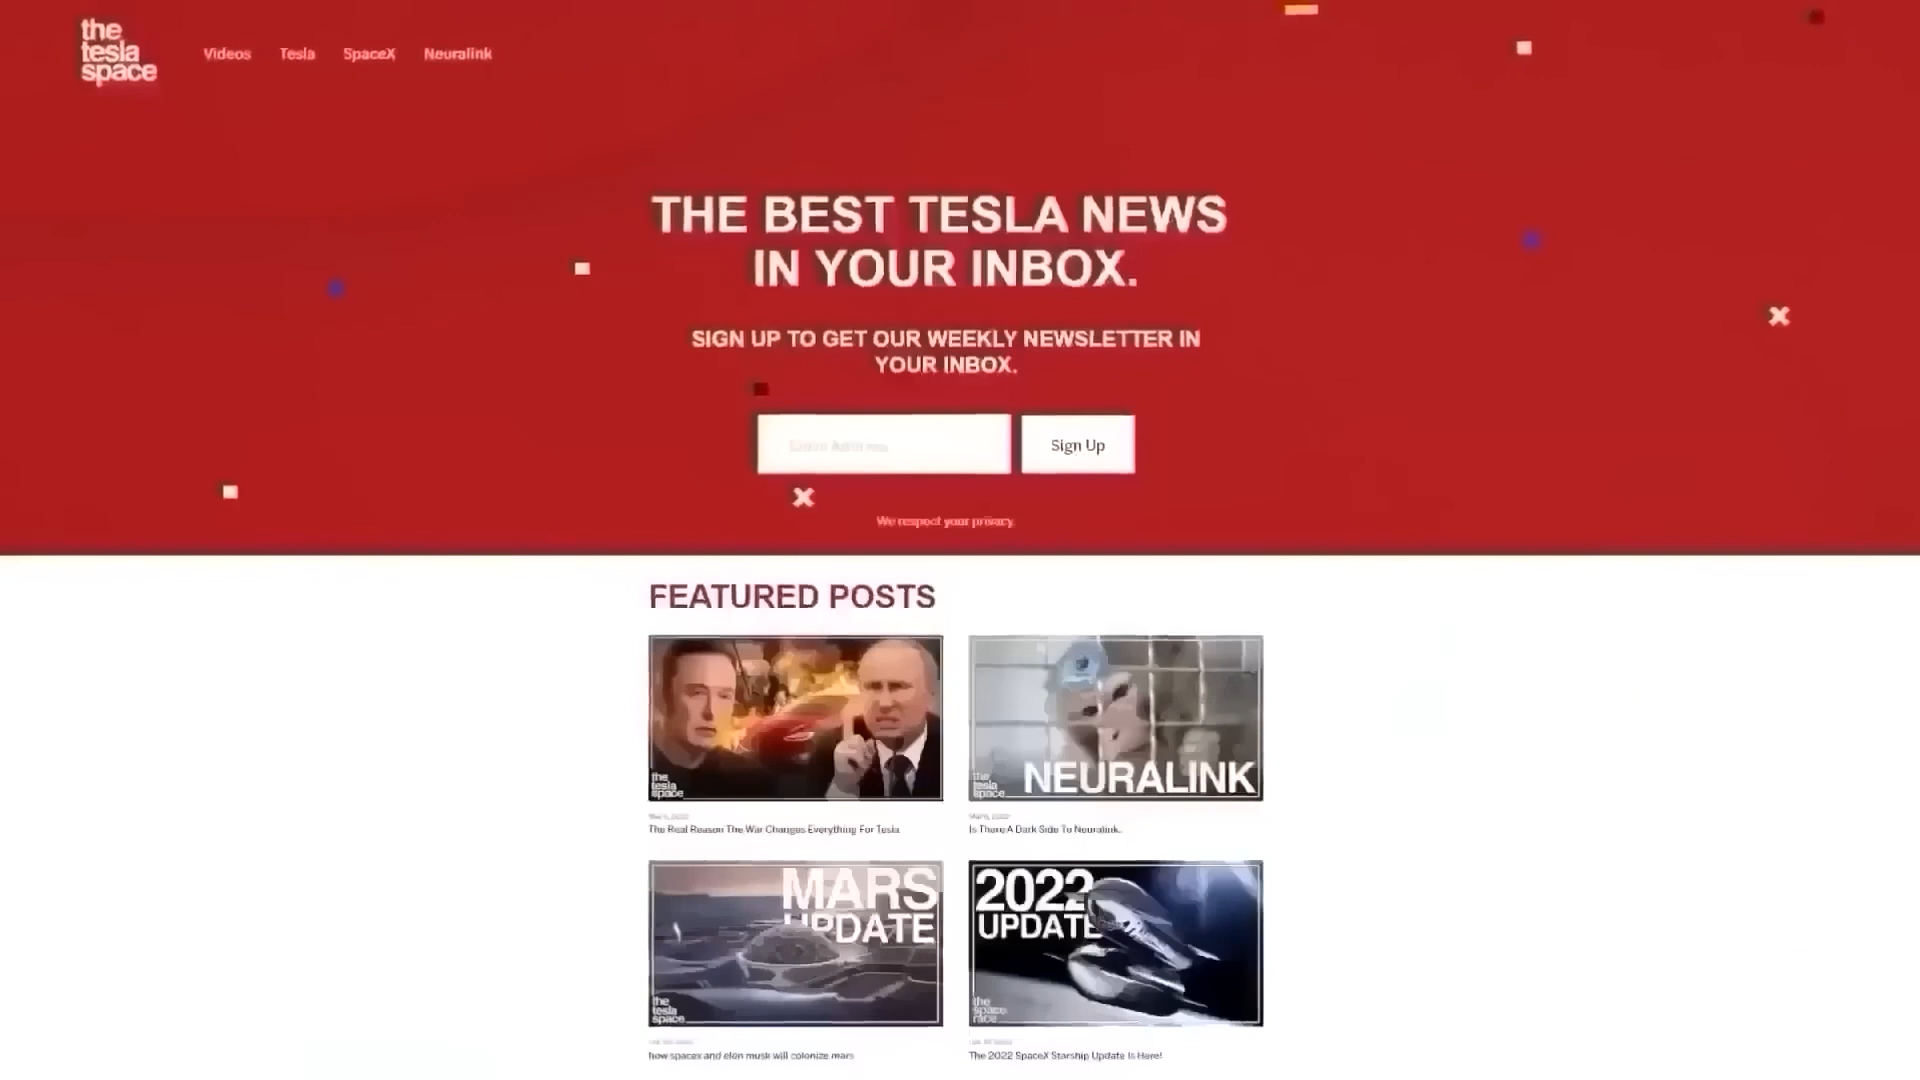 the
tesla
space
Videos Tesla SpaceX Neuralink
THE BEST TESLA NEWS
IN YOUR INBOX.
SIGN UP TO GET OUR WEEKLY NEWSLETTER IN
YOUR INBOX.
Sign Up
We respect your privacy.
FEATURED POSTS
the
tesla
space
the
tesla
space
NEURALINK
The Real Reason The War Changes Everything For Tesla
Is There A Dark Side To Neuralink.
MARS
UPDATE
the
tesla
space
2022
UPDATE
the
space
race
how spacex and elon musk will colonize mars
The 2022 SpaceX Starship Update Is Here!